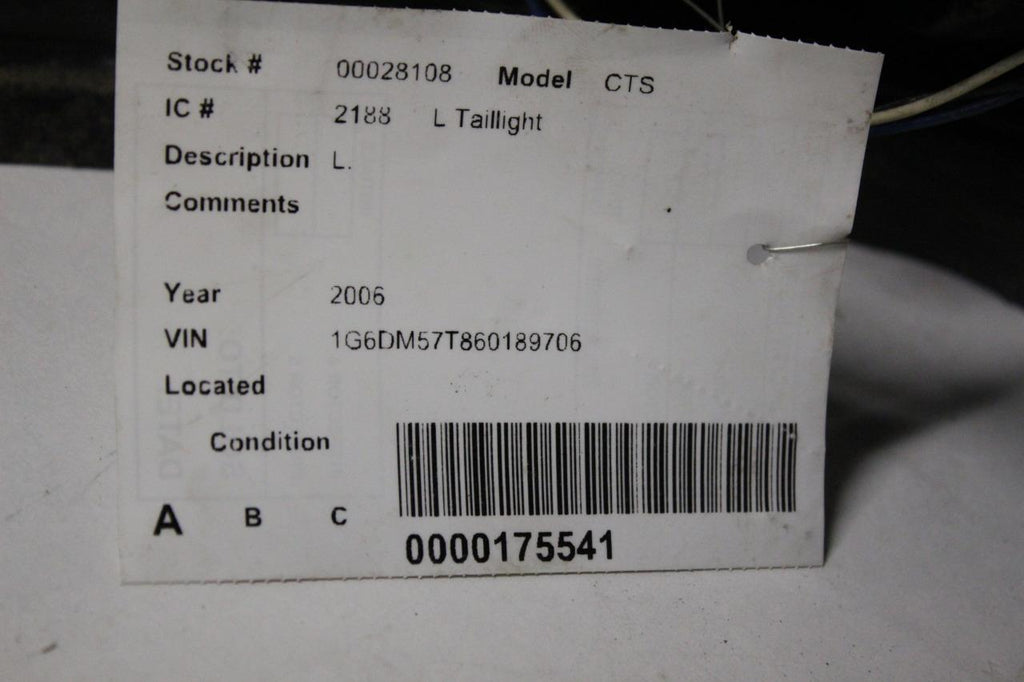 Stock # 00028108 Model CTS
IC # 2188 L Taillight
Description L.
Comments
Year 2006
VIN 1G6DM57T860189706
Located
Condition
A B C
0000175541